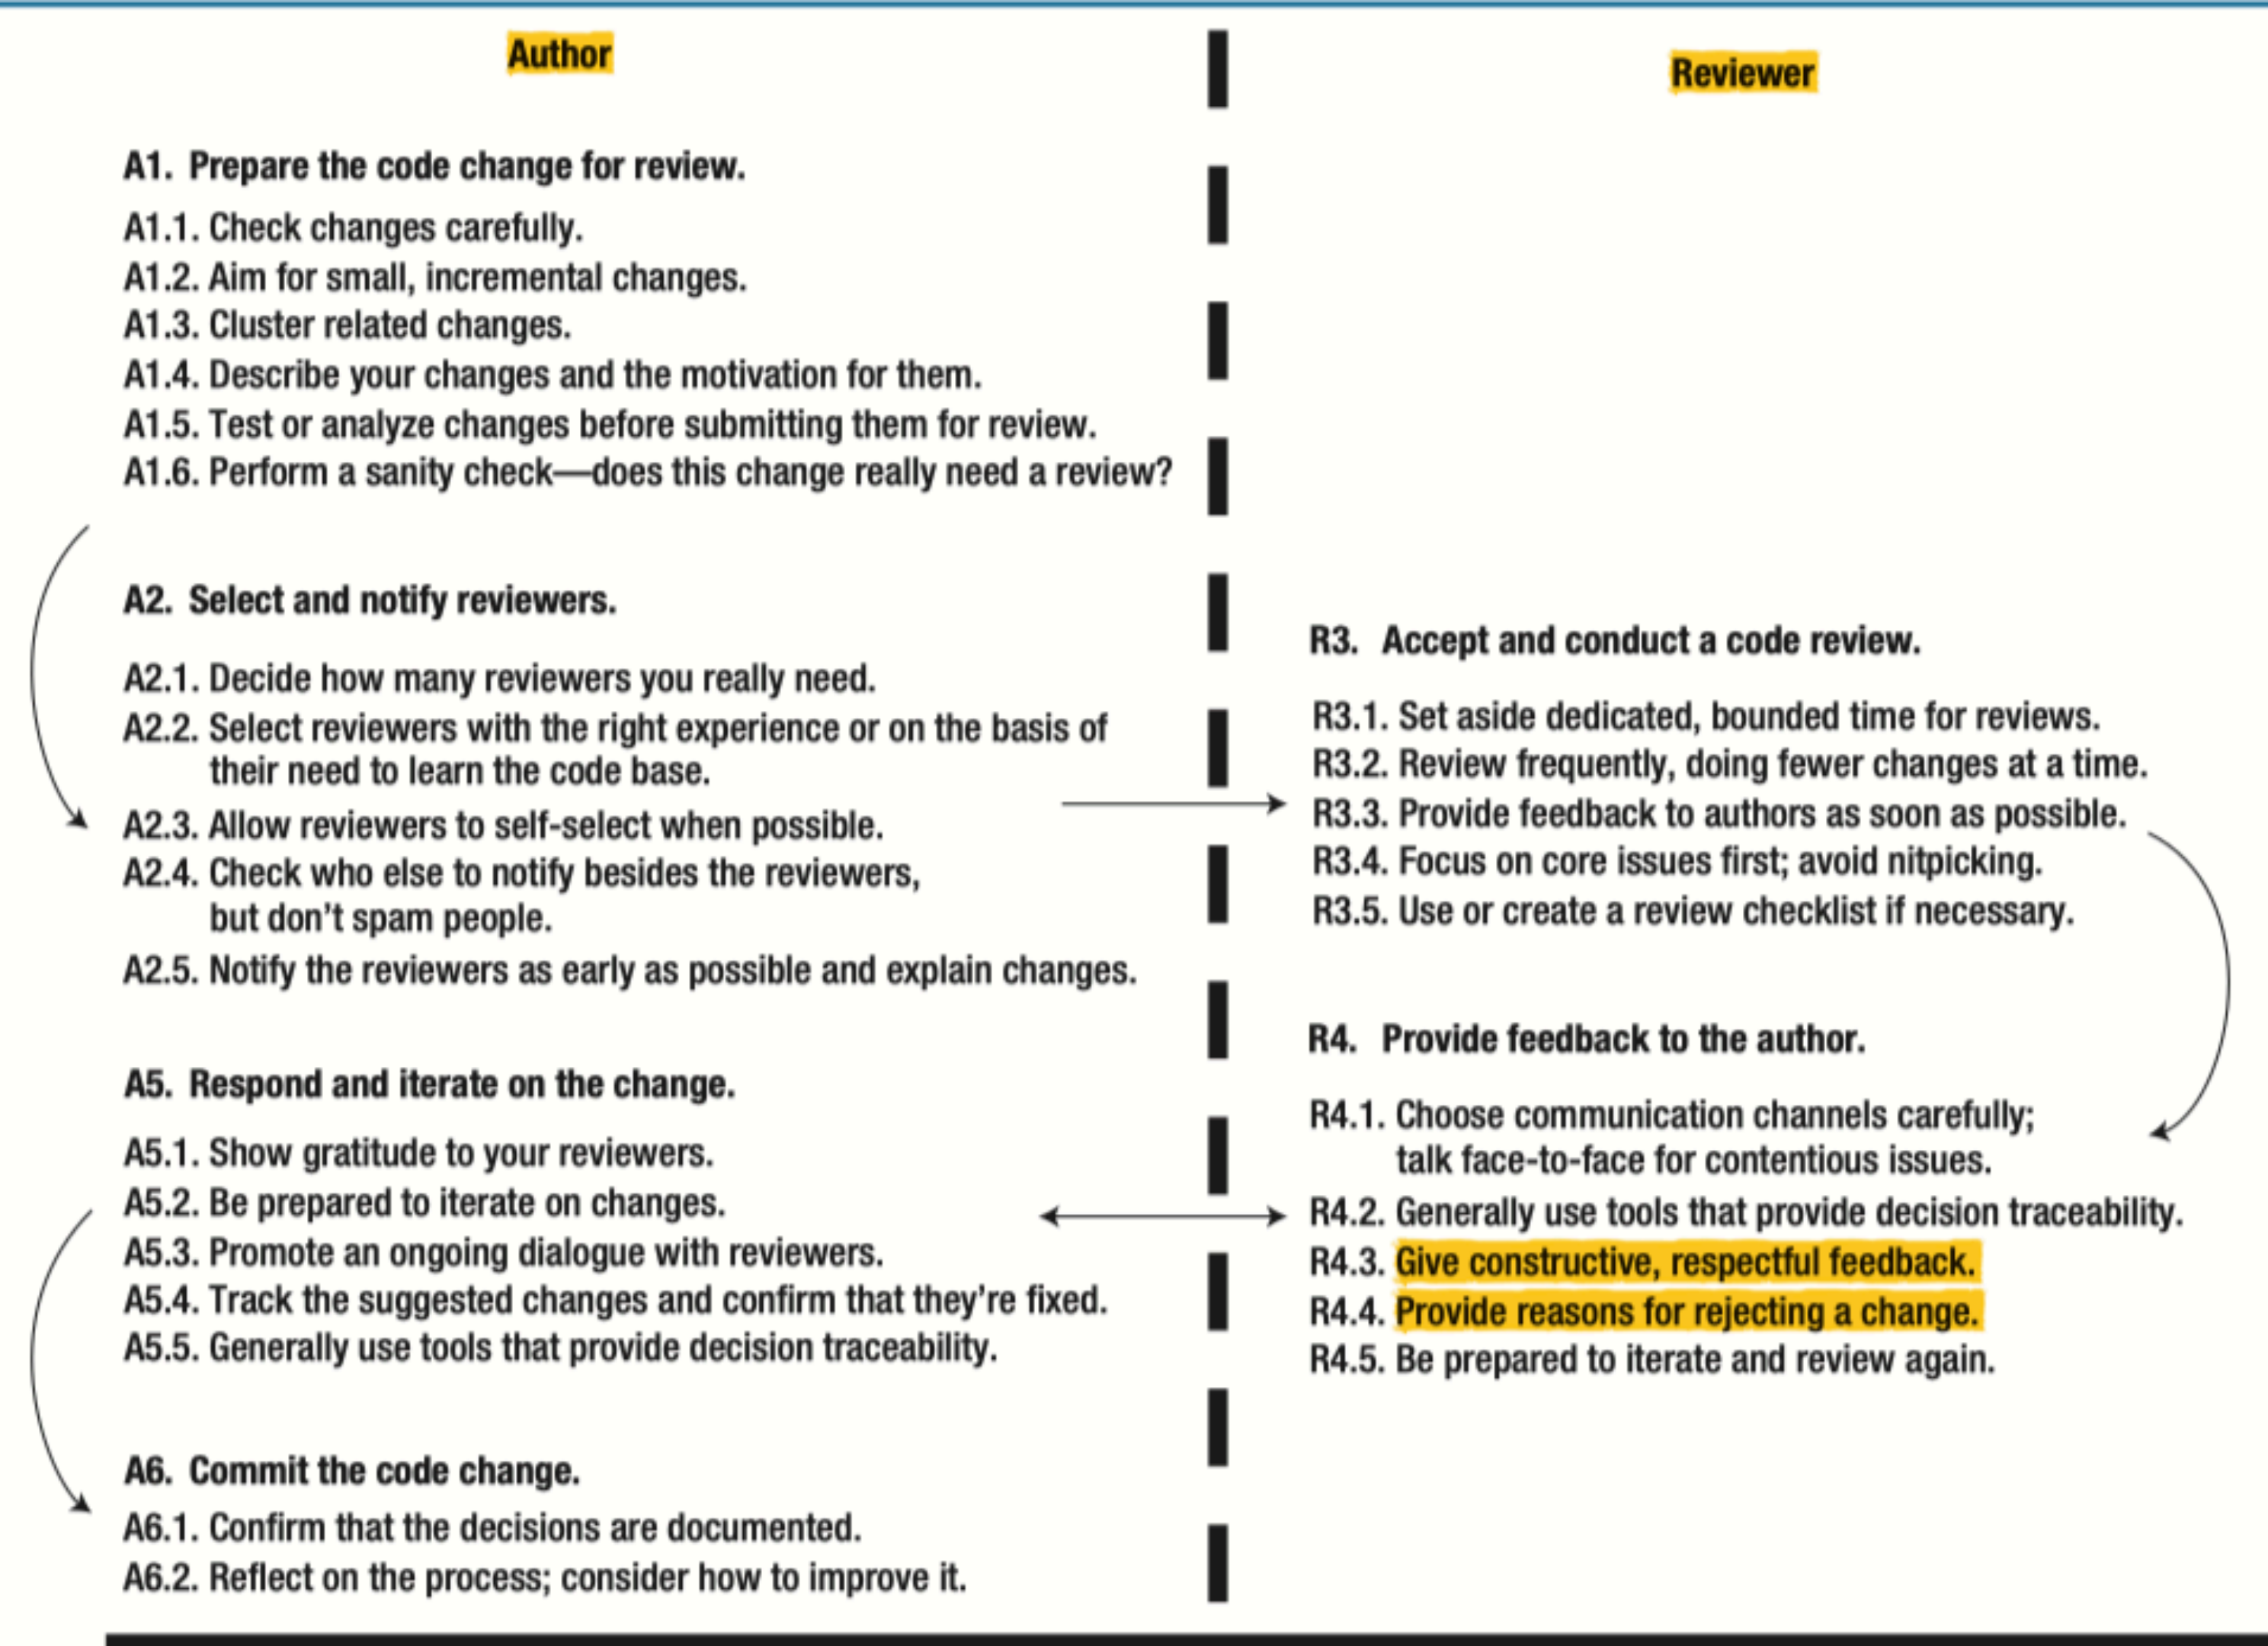 Author
A1. Prepare the code change for review.
A1.1. Check changes carefully.
A1.2. Aim for small, incremental changes.
A1.3. Cluster related changes.
A1.4. Describe your changes and the motivation for them.
A1.5. Test or analyze changes before submitting them for review.
A1.6. Perform a sanity check—does this change really need a review?
A2. Select and notify reviewers.
A2.1. Decide how many reviewers you really need.
A2.2. Select reviewers with the right experience or on the basis of
their need to learn the code base.
A2.3. Allow reviewers to self-select when possible.
A2.4. Check who else to notify besides the reviewers,
but don't spam people.
A2.5. Notify the reviewers as early as possible and explain changes.
A5. Respond and iterate on the change.
A5.1. Show gratitude to your reviewers.
A5.2. Be prepared to iterate on changes.
A5.3. Promote an ongoing dialogue with reviewers.
A5.4. Track the suggested changes and confirm that they're fixed.
A5.5. Generally use tools that provide decision traceability.
A6. Commit the code change.
A6.1. Confirm that the decisions are documented.
A6.2. Reflect on the process; consider how to improve it.
Reviewer
R3. Accept and conduct a code review.
R3.1. Set aside dedicated, bounded time for reviews.
R3.2. Review frequently, doing fewer changes at a time.
R3.3. Provide feedback to authors as soon as possible.
R3.4. Focus on core issues first; avoid nitpicking.
R3.5. Use or create a review checklist if necessary.
R4. Provide feedback to the author.
R4.1. Choose communication channels carefully;
talk face-to-face for contentious issues.
R4.2. Generally use tools that provide decision traceability.
R4.3. Give constructive, respectful feedback.
R4.4. Provide reasons for rejecting a change.
R4.5. Be prepared to iterate and review again.